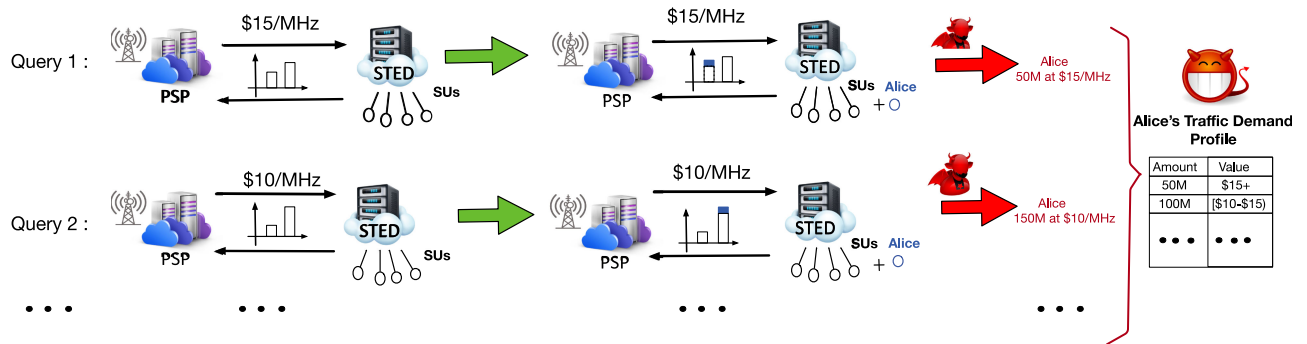 Query 1 :
$15/MHz
PSP
STED
SUs
$15/MHz
PSP
STED
SUs
Alice
+
Alice
50M at $15/MHz
Query 2 :
$10/MHz
PSP
STED
SUs
$10/MHz
PSP
STED
SUs
Alice
+
Alice
150M at $10/MHz
Alice's Traffic Demand
Profile
Amount Value
50M $15+
100M [$10-$15)
• • • • • •
• • • • • • • • • • • •